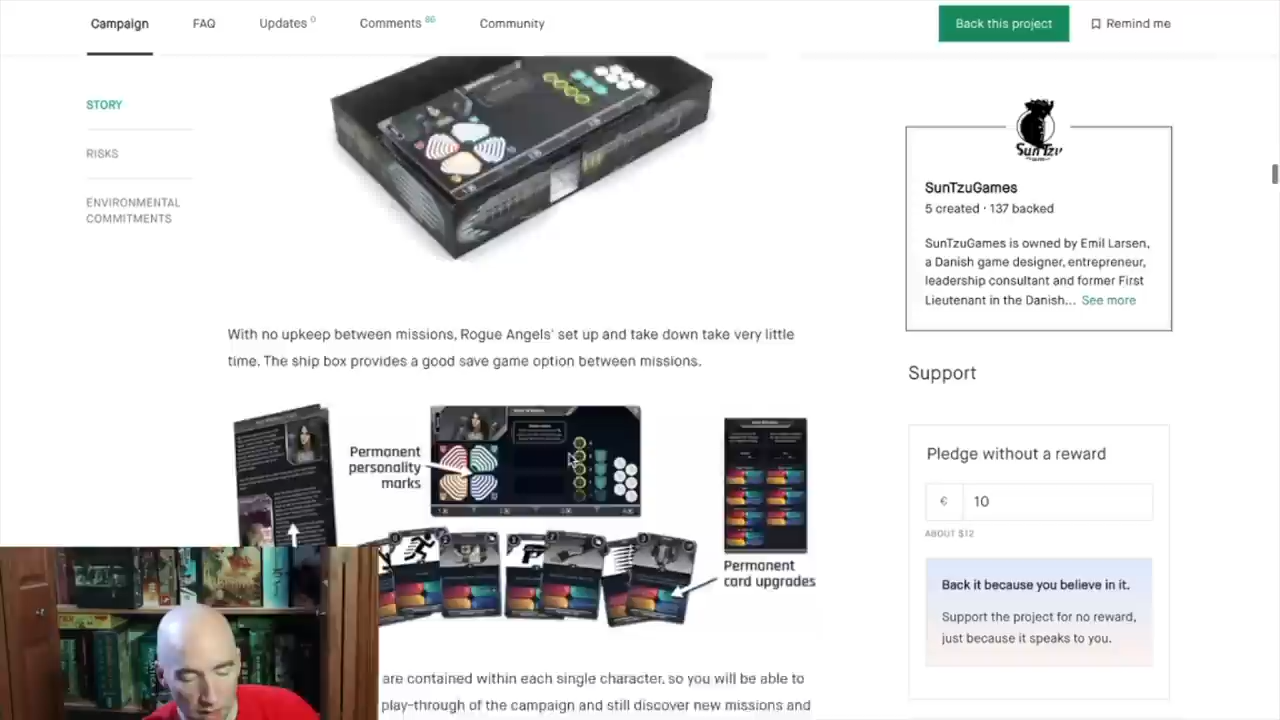 Campaign
FAQ
Updates 0
Comments 86
Community
Back this project
Remind me
STORY
RISKS
ENVIRONMENTAL
COMMITMENTS
SunTzu
SunTzuGames
5 created · 137 backed
SunTzuGames is owned by Emil Larsen,
a Danish game designer, entrepreneur,
leadership consultant and former First
Lieutenant in the Danish... See more
With no upkeep between missions, Rogue Angels' set up and take down take very little
time. The ship box provides a good save game option between missions.
Permanent
personality
marks
Permanent
card upgrades
Support
Pledge without a reward
€ 10
ABOUT $12
Back it because you believe in it.
Support the project for no reward,
just because it speaks to you.
are contained within each single character, so you will be able to
play-through of the campaign and still discover new missions and